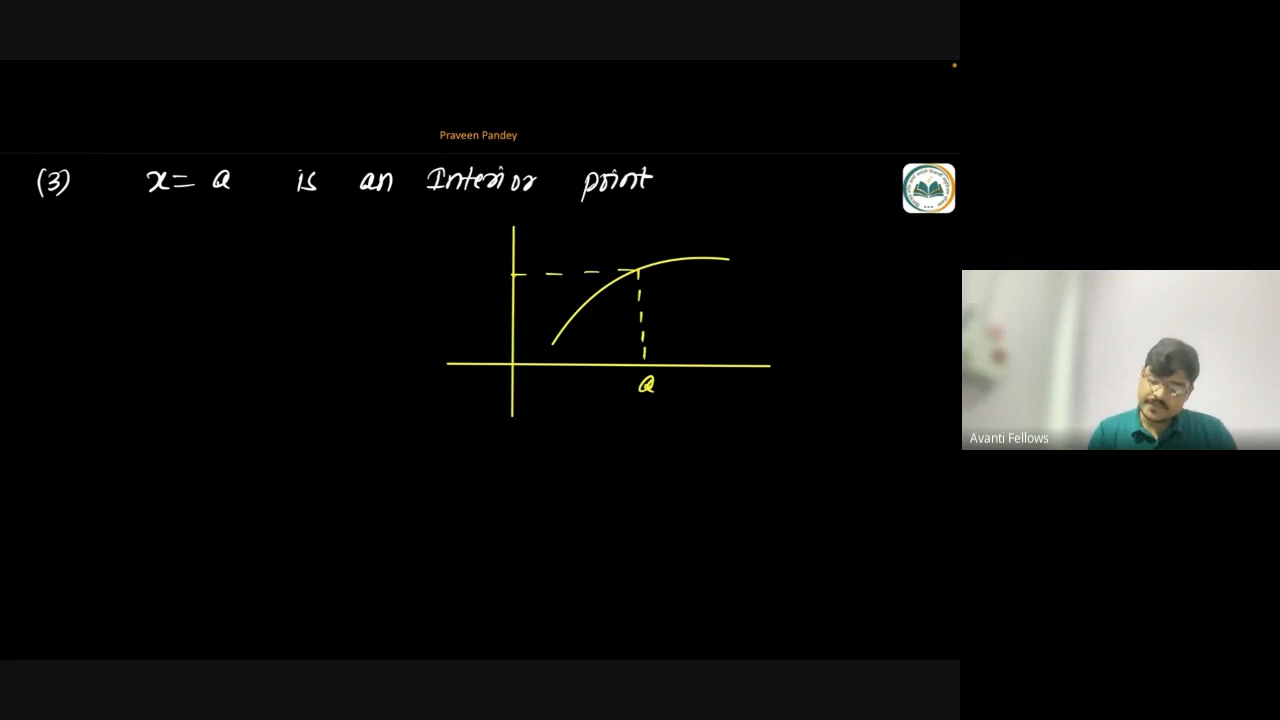 Praveen Pandey
(3) x = a is an Interior point
a
Avanti Fellows